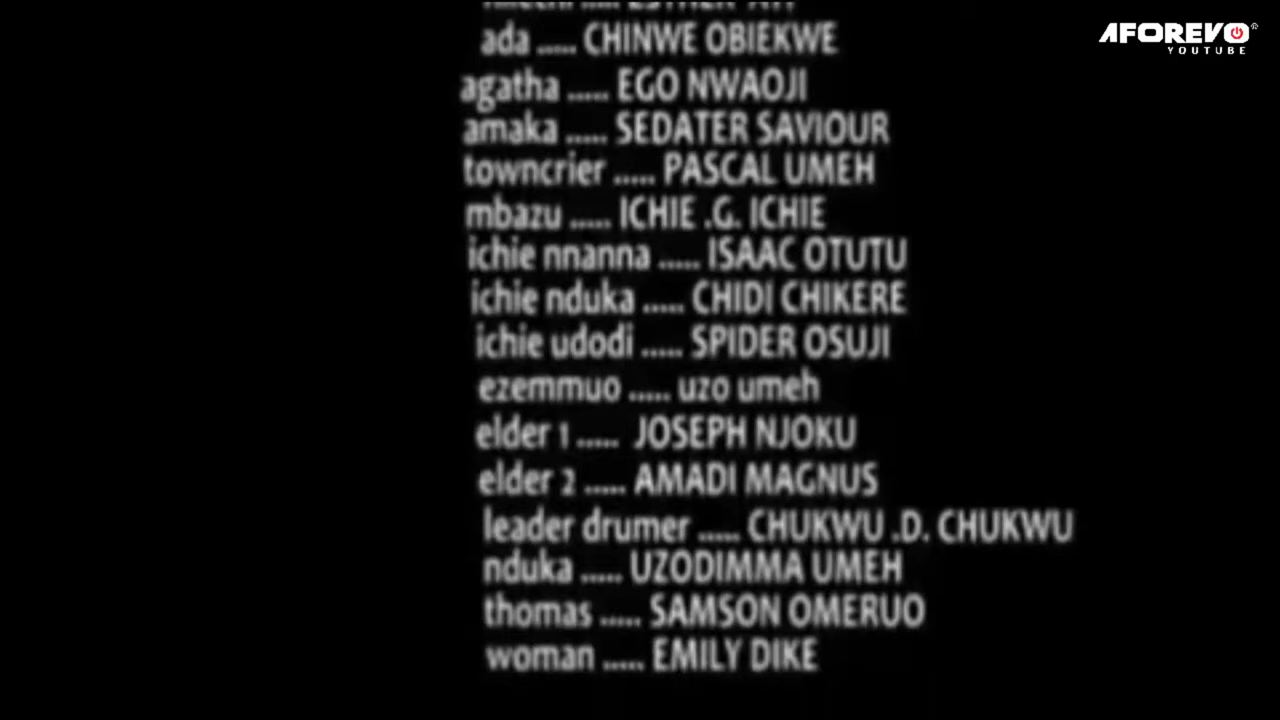 ada ..... CHINWE OBIEKWE
agatha ..... EGO NWAOJI
amaka ..... SEDATER SAVIOUR
towncrier ..... PASCAL UMEH
mbazu ..... ICHIE .G. ICHIE
ichie nnanna ..... ISAAC OTUTU
ichie nduka ..... CHIDI CHIKERE
ichie udodi ..... SPIDER OSUJI
ezemmuo ..... uzo umeh
elder 1 ..... JOSEPH NJOKU
elder 2 ..... AMADI MAGNUS
leader drumer ..... CHUKWU .D. CHUKWU
nduka ..... UZODIMMA UMEH
thomas ..... SAMSON OMERUO
woman ..... EMILY DIKE
AFOREVO®
YOUTUBE